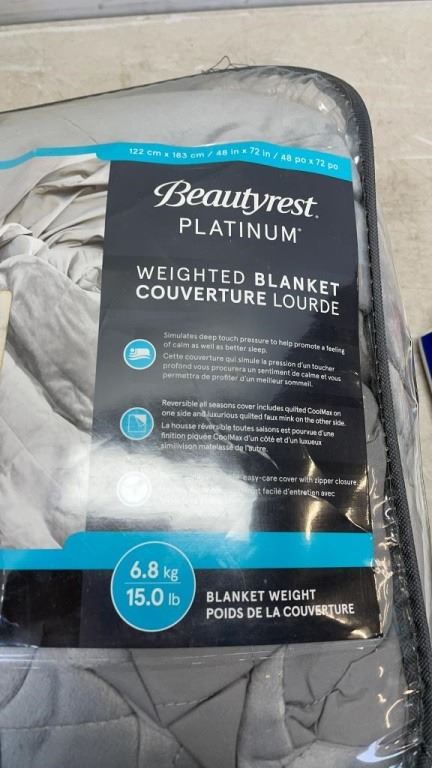 122 cm x 183 cm / 48 in x 72 in / 48 po x 72 po
Beautyrest®
PLATINUM®
WEIGHTED BLANKET
COUVERTURE LOURDE
Simulates deep touch pressure to help promote a feeling
of calm as well as better sleep.
Cette couverture qui simule la pression d'un toucher
profond vous procurera un sentiment de calme et vous
permettra de profiter d'un meilleur sommeil.
Reversible all seasons cover includes quilted CoolMax on
one side and luxurious quilted faux mink on the other side.
La housse réversible toutes saisons est pourvue d'une
finition piquée CoolMax d'un côté et d'un luxueux
similivison matelassé de l'autre.
easy-care cover with zipper closure.
facile d'entretien avec
6.8 kg
15.0 lb
BLANKET WEIGHT
POIDS DE LA COUVERTURE